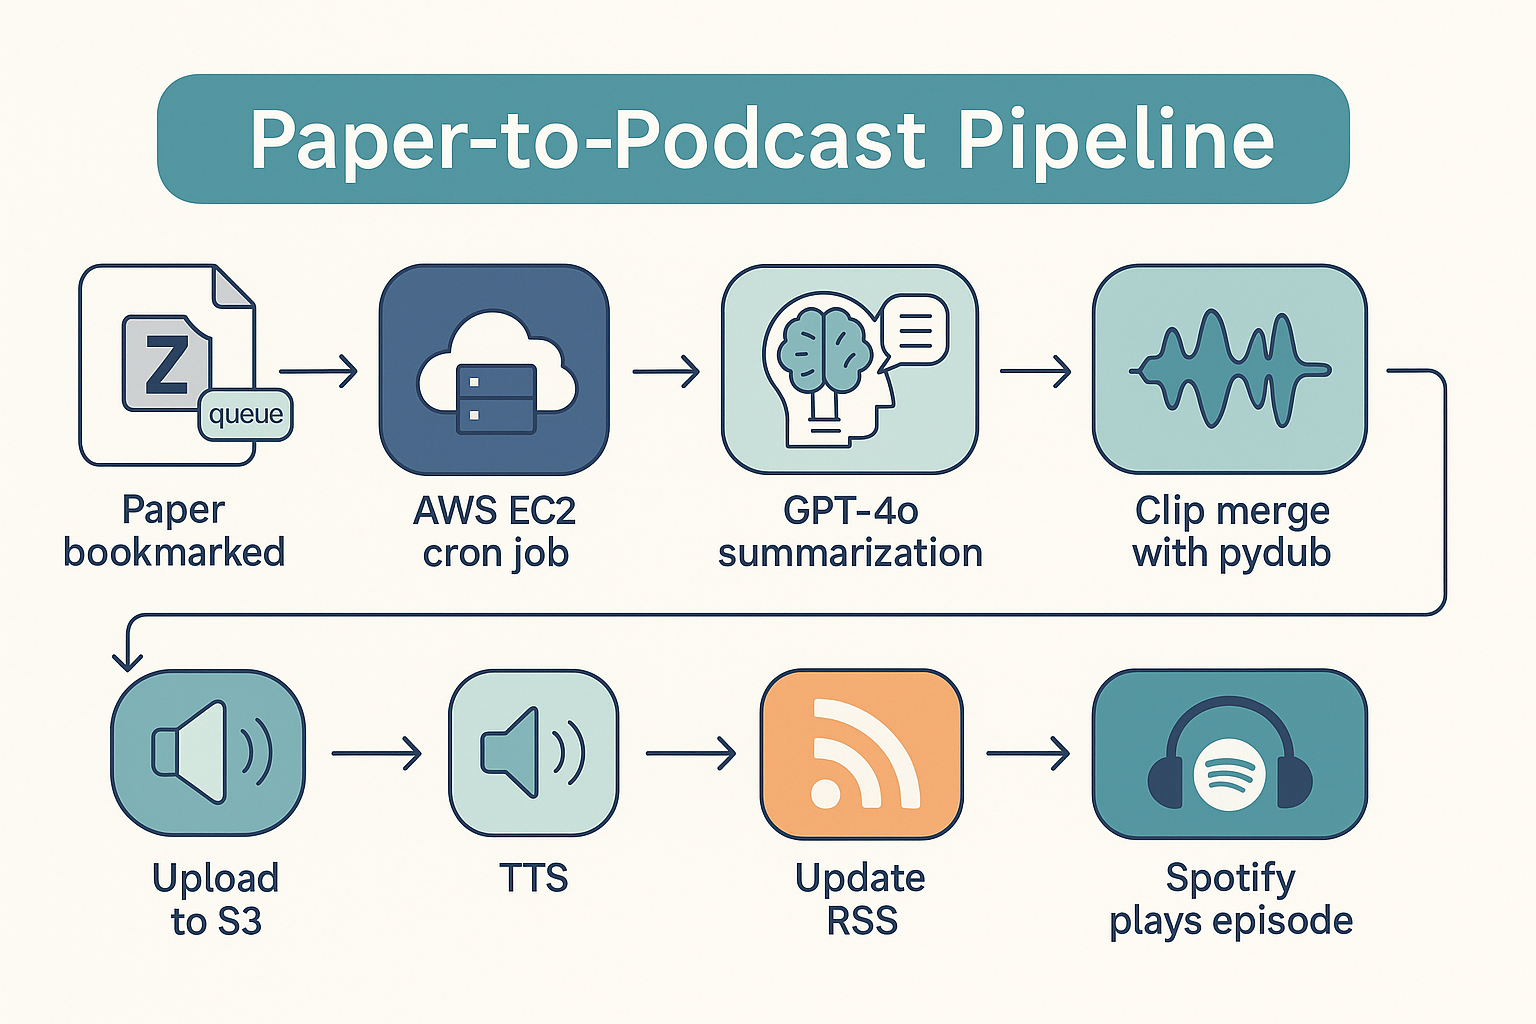 Paper-to-Podcast Pipeline
Z
queue
Paper
bookmarked
AWS EC2
cron job
GPT-4o
summarization
Clip merge
with pydub
Upload
to S3
TTS
Update
RSS
Spotify
plays episode